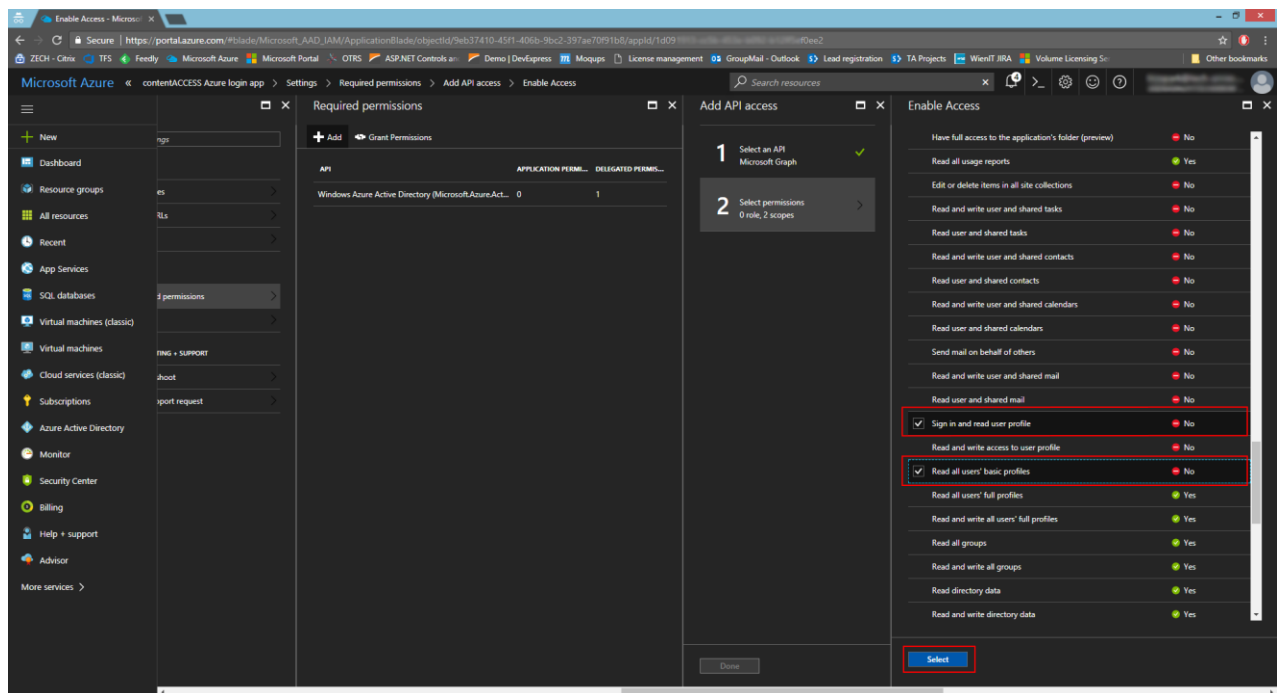 Enable Access - Microsof
Secure | https://portal.azure.com/#blade/Microsoft_AAD_IAM/ApplicationBlade/objectId/9eb37410-45f1-406b-9bc2-397ae70f91b8/appId/1d09
f0ee2
ZECH - Citrix TFS Feedly Microsoft Azure Microsoft Portal OTRS ASP.NET Controls an Demo | DevExpress Moqups License management GroupMail - Outlook Lead registration TA Projects WienIT JIRA Volume Licensing Se Other bookmarks
Microsoft Azure « contentACCESS Azure login app > Settings > Required permissions > Add API access > Enable Access
Search resources
New
Dashboard
Resource groups
All resources
Recent
App Services
SQL databases
Virtual machines (classic)
Virtual machines
Cloud services (classic)
Subscriptions
Azure Active Directory
Monitor
Security Center
Billing
Help + support
Advisor
More services >
ngs
es
RLs
d permissions
TING + SUPPORT
shoot
pport request
Required permissions
Add Grant Permissions
API APPLICATION PERMI... DELEGATED PERMIS...
Windows Azure Active Directory (Microsoft.Azure.Act... 0 1
Add API access
1 Select an API
Microsoft Graph
2 Select permissions
0 role, 2 scopes
Done
Enable Access
Have full access to the application's folder (preview) No
Read all usage reports Yes
Edit or delete items in all site collections No
Read and write user and shared tasks No
Read user and shared tasks No
Read and write user and shared contacts No
Read user and shared contacts No
Read and write user and shared calendars No
Read user and shared calendars No
Send mail on behalf of others No
Read and write user and shared mail No
Read user and shared mail No
Sign in and read user profile No
Read and write access to user profile No
Read all users' basic profiles No
Read all users' full profiles Yes
Read and write all users' full profiles Yes
Read all groups Yes
Read and write all groups Yes
Read directory data Yes
Read and write directory data Yes
Select